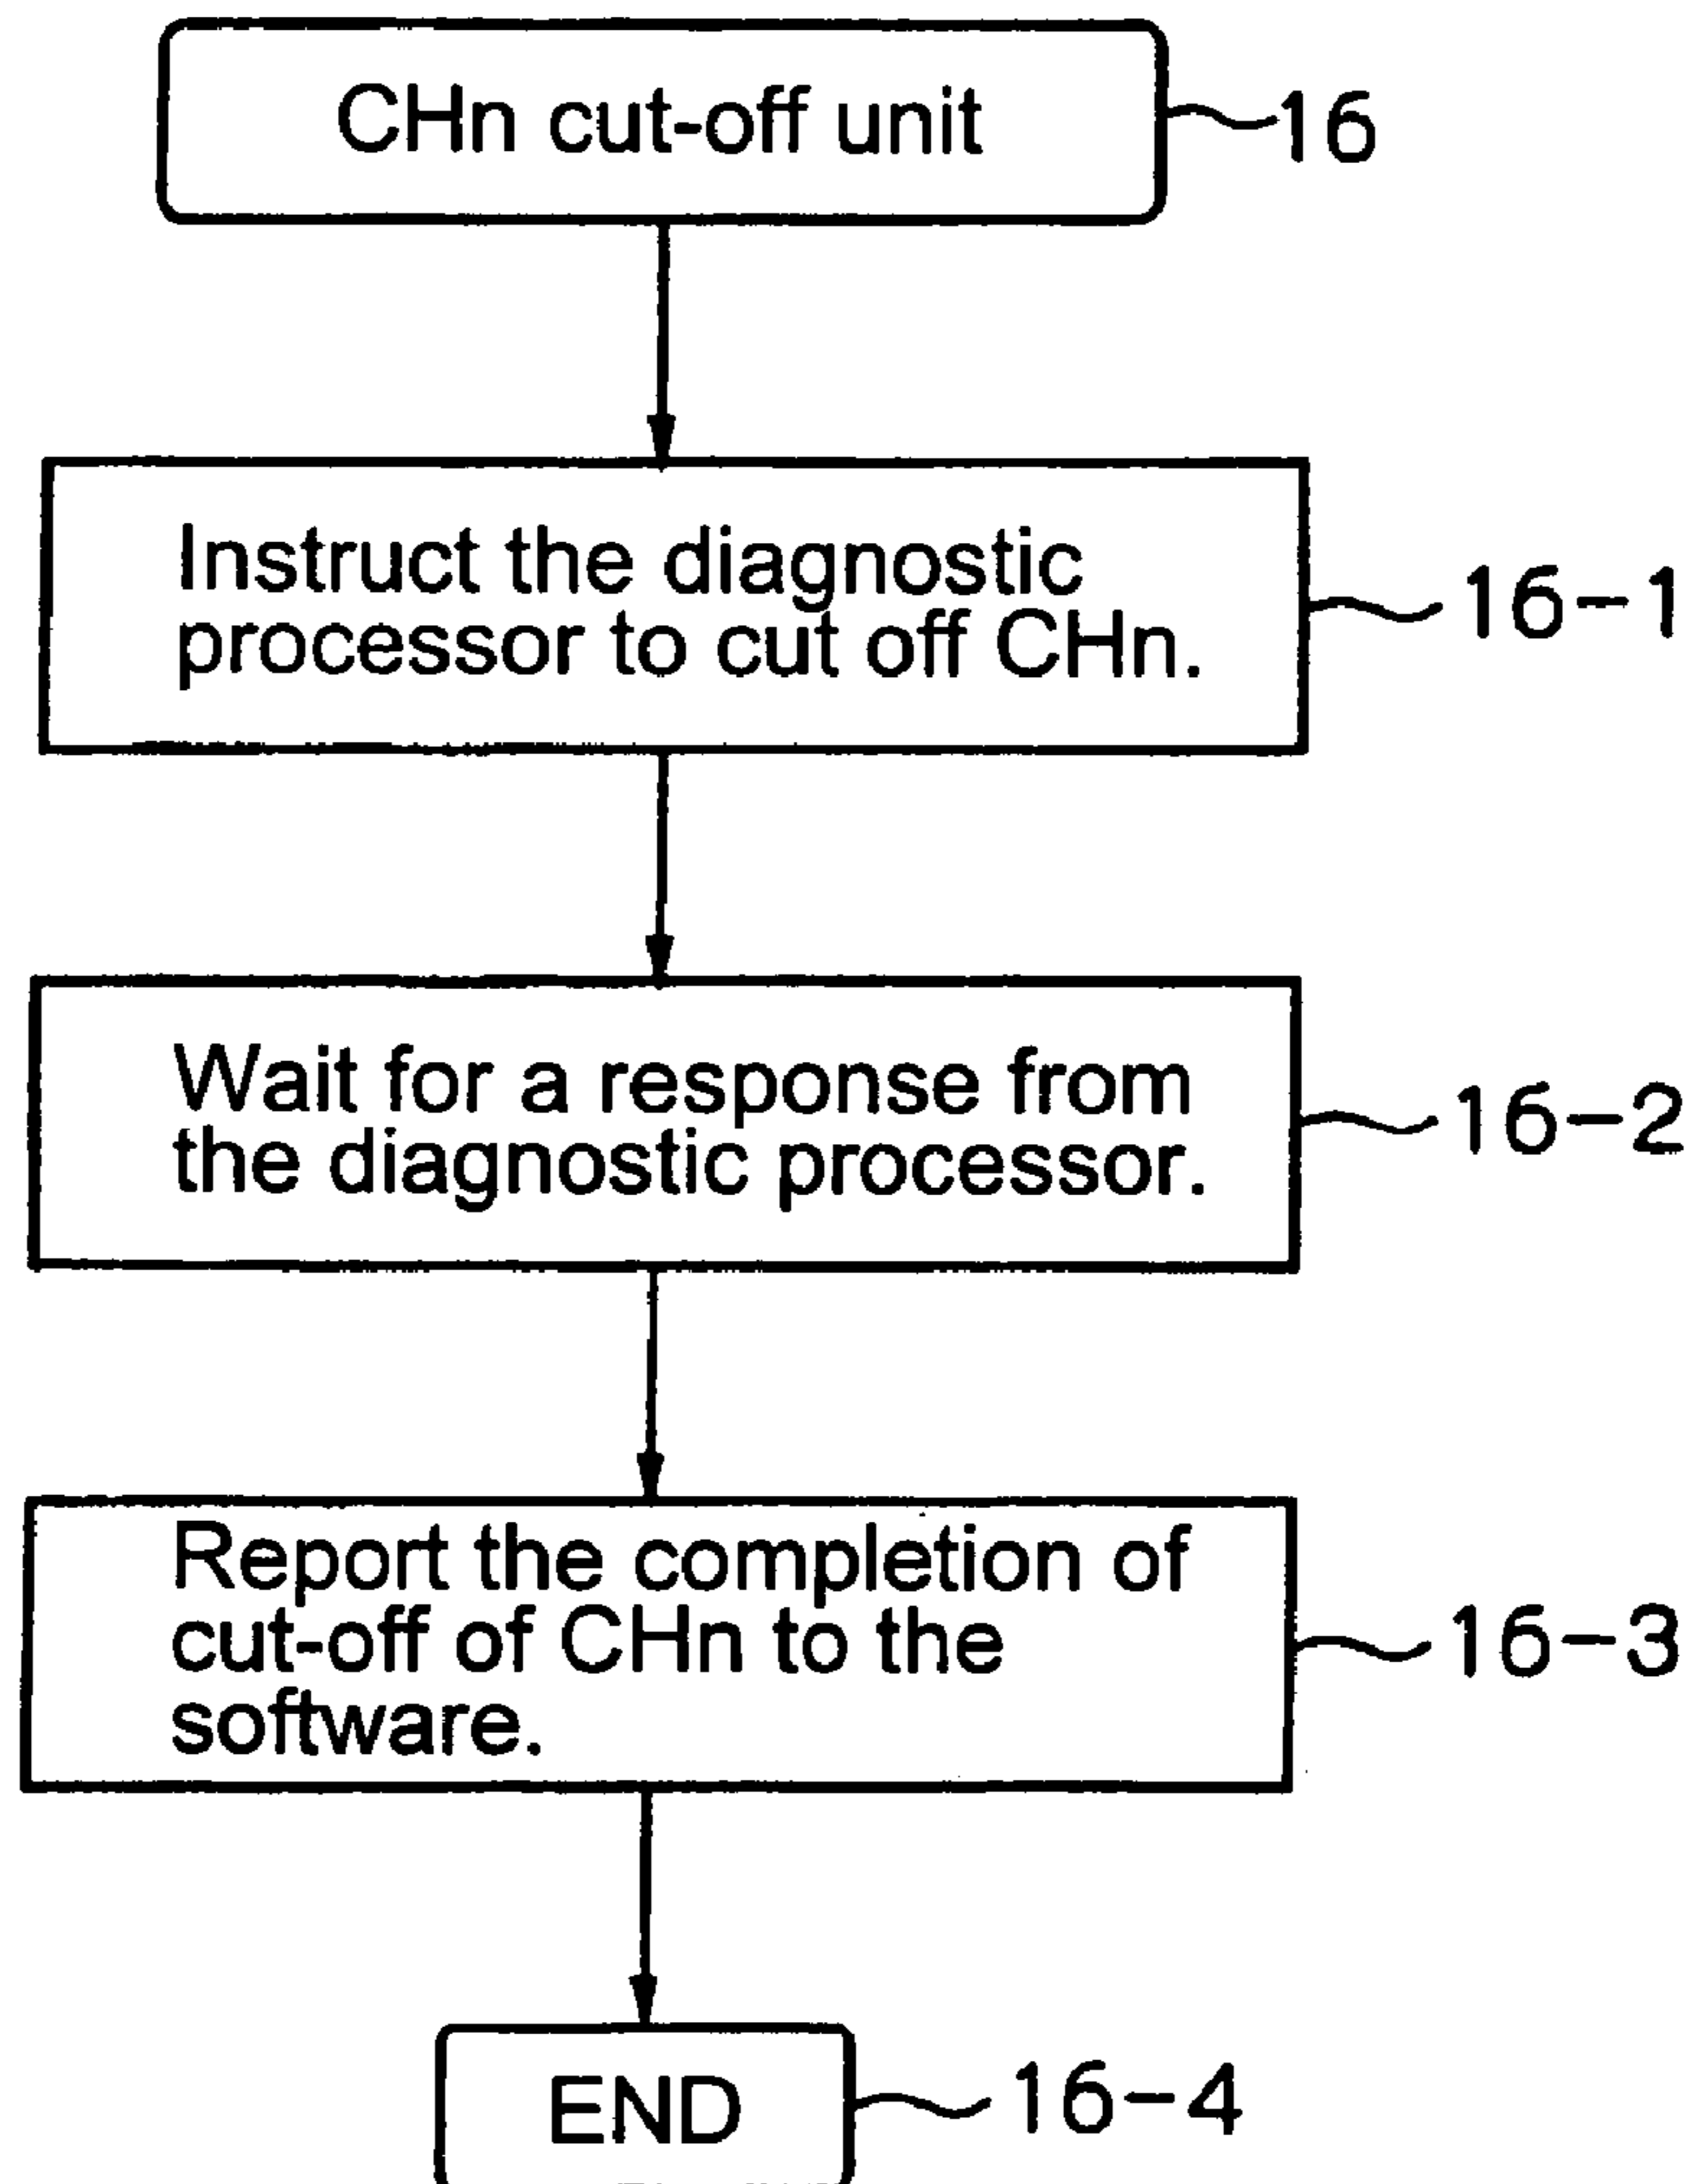 CHn cut-off unit
16
Instruct the diagnostic
processor to cut off CHn.
16-1
Wait for a response from
the diagnostic processor.
16-2
Report the completion of
cut-off of CHn to the
software.
16-3
END
16-4